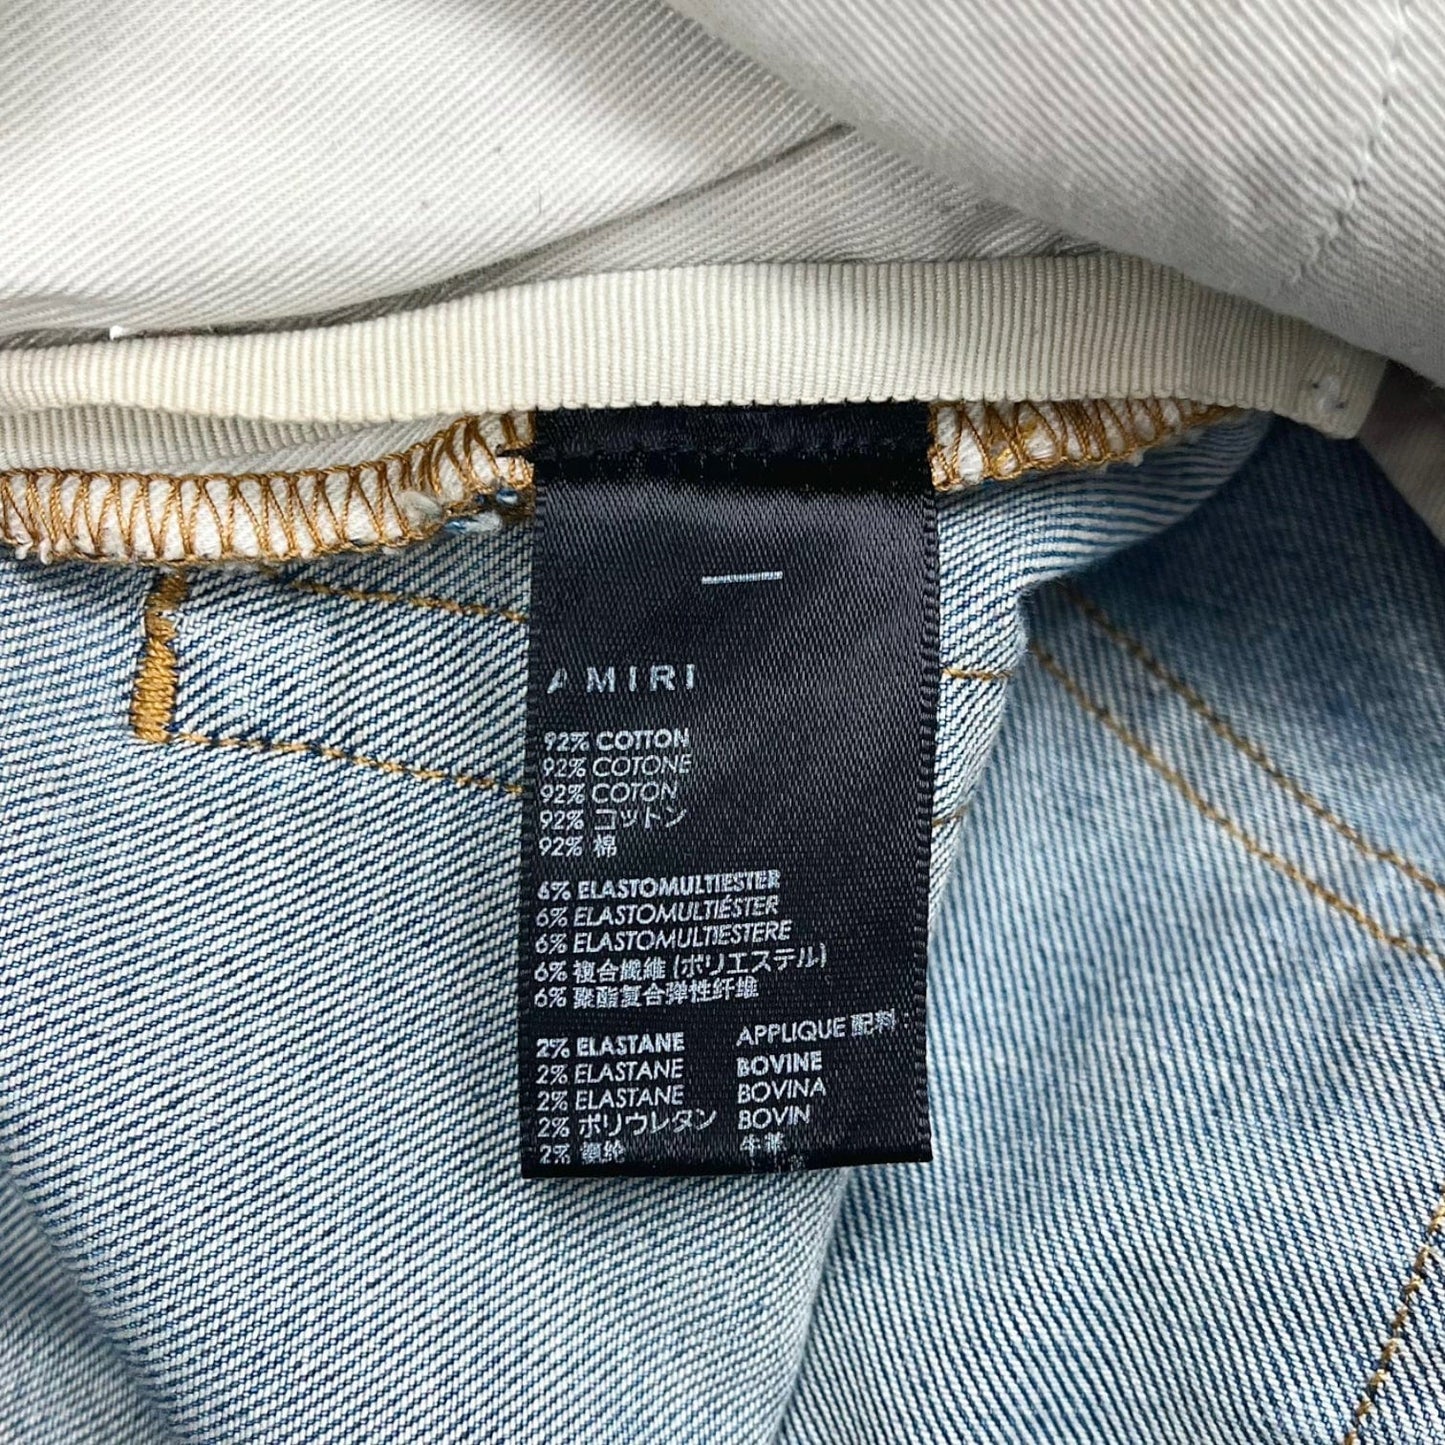 AMIRI
92% COTTON
92% COTONE
92% COTON
92% コットン
92% 棉
6% ELASTOMULTIESTER
6% ELASTOMULTIÉSTER
6% ELASTOMULTIESTERE
6% 複合繊維 (ポリエステル)
6% 聚酯复合弹性纤维
2% ELASTANE
2% ELASTANE
2% ELASTANE
2% ポリウレタン
2%
APPLIQUE 配料 :
BOVINE
BOVINA
BOVIN
牛革